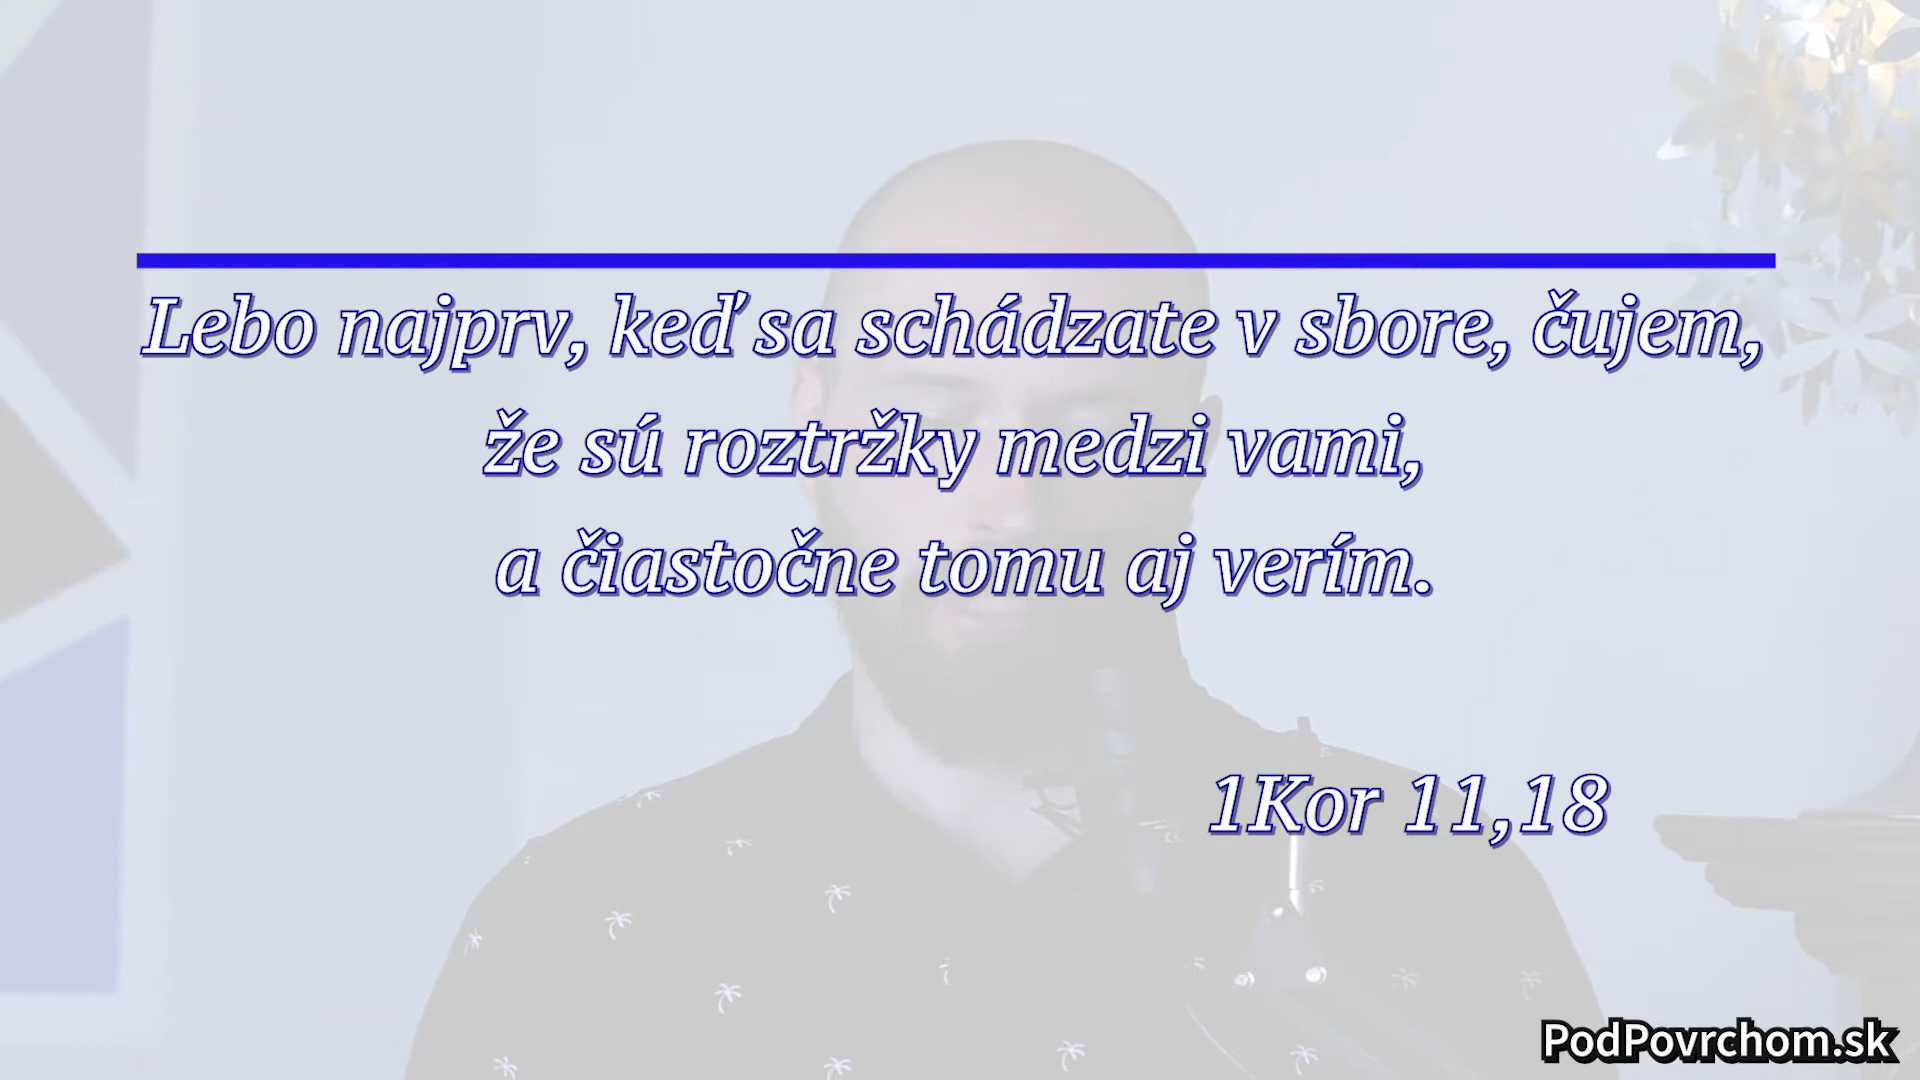 Lebo najprv, keď sa schádzate v sbore, čujem,
že sú roztržky medzi vami,
a čiastočne tomu aj verím.
1Kor 11,18
PodPovrchom.sk